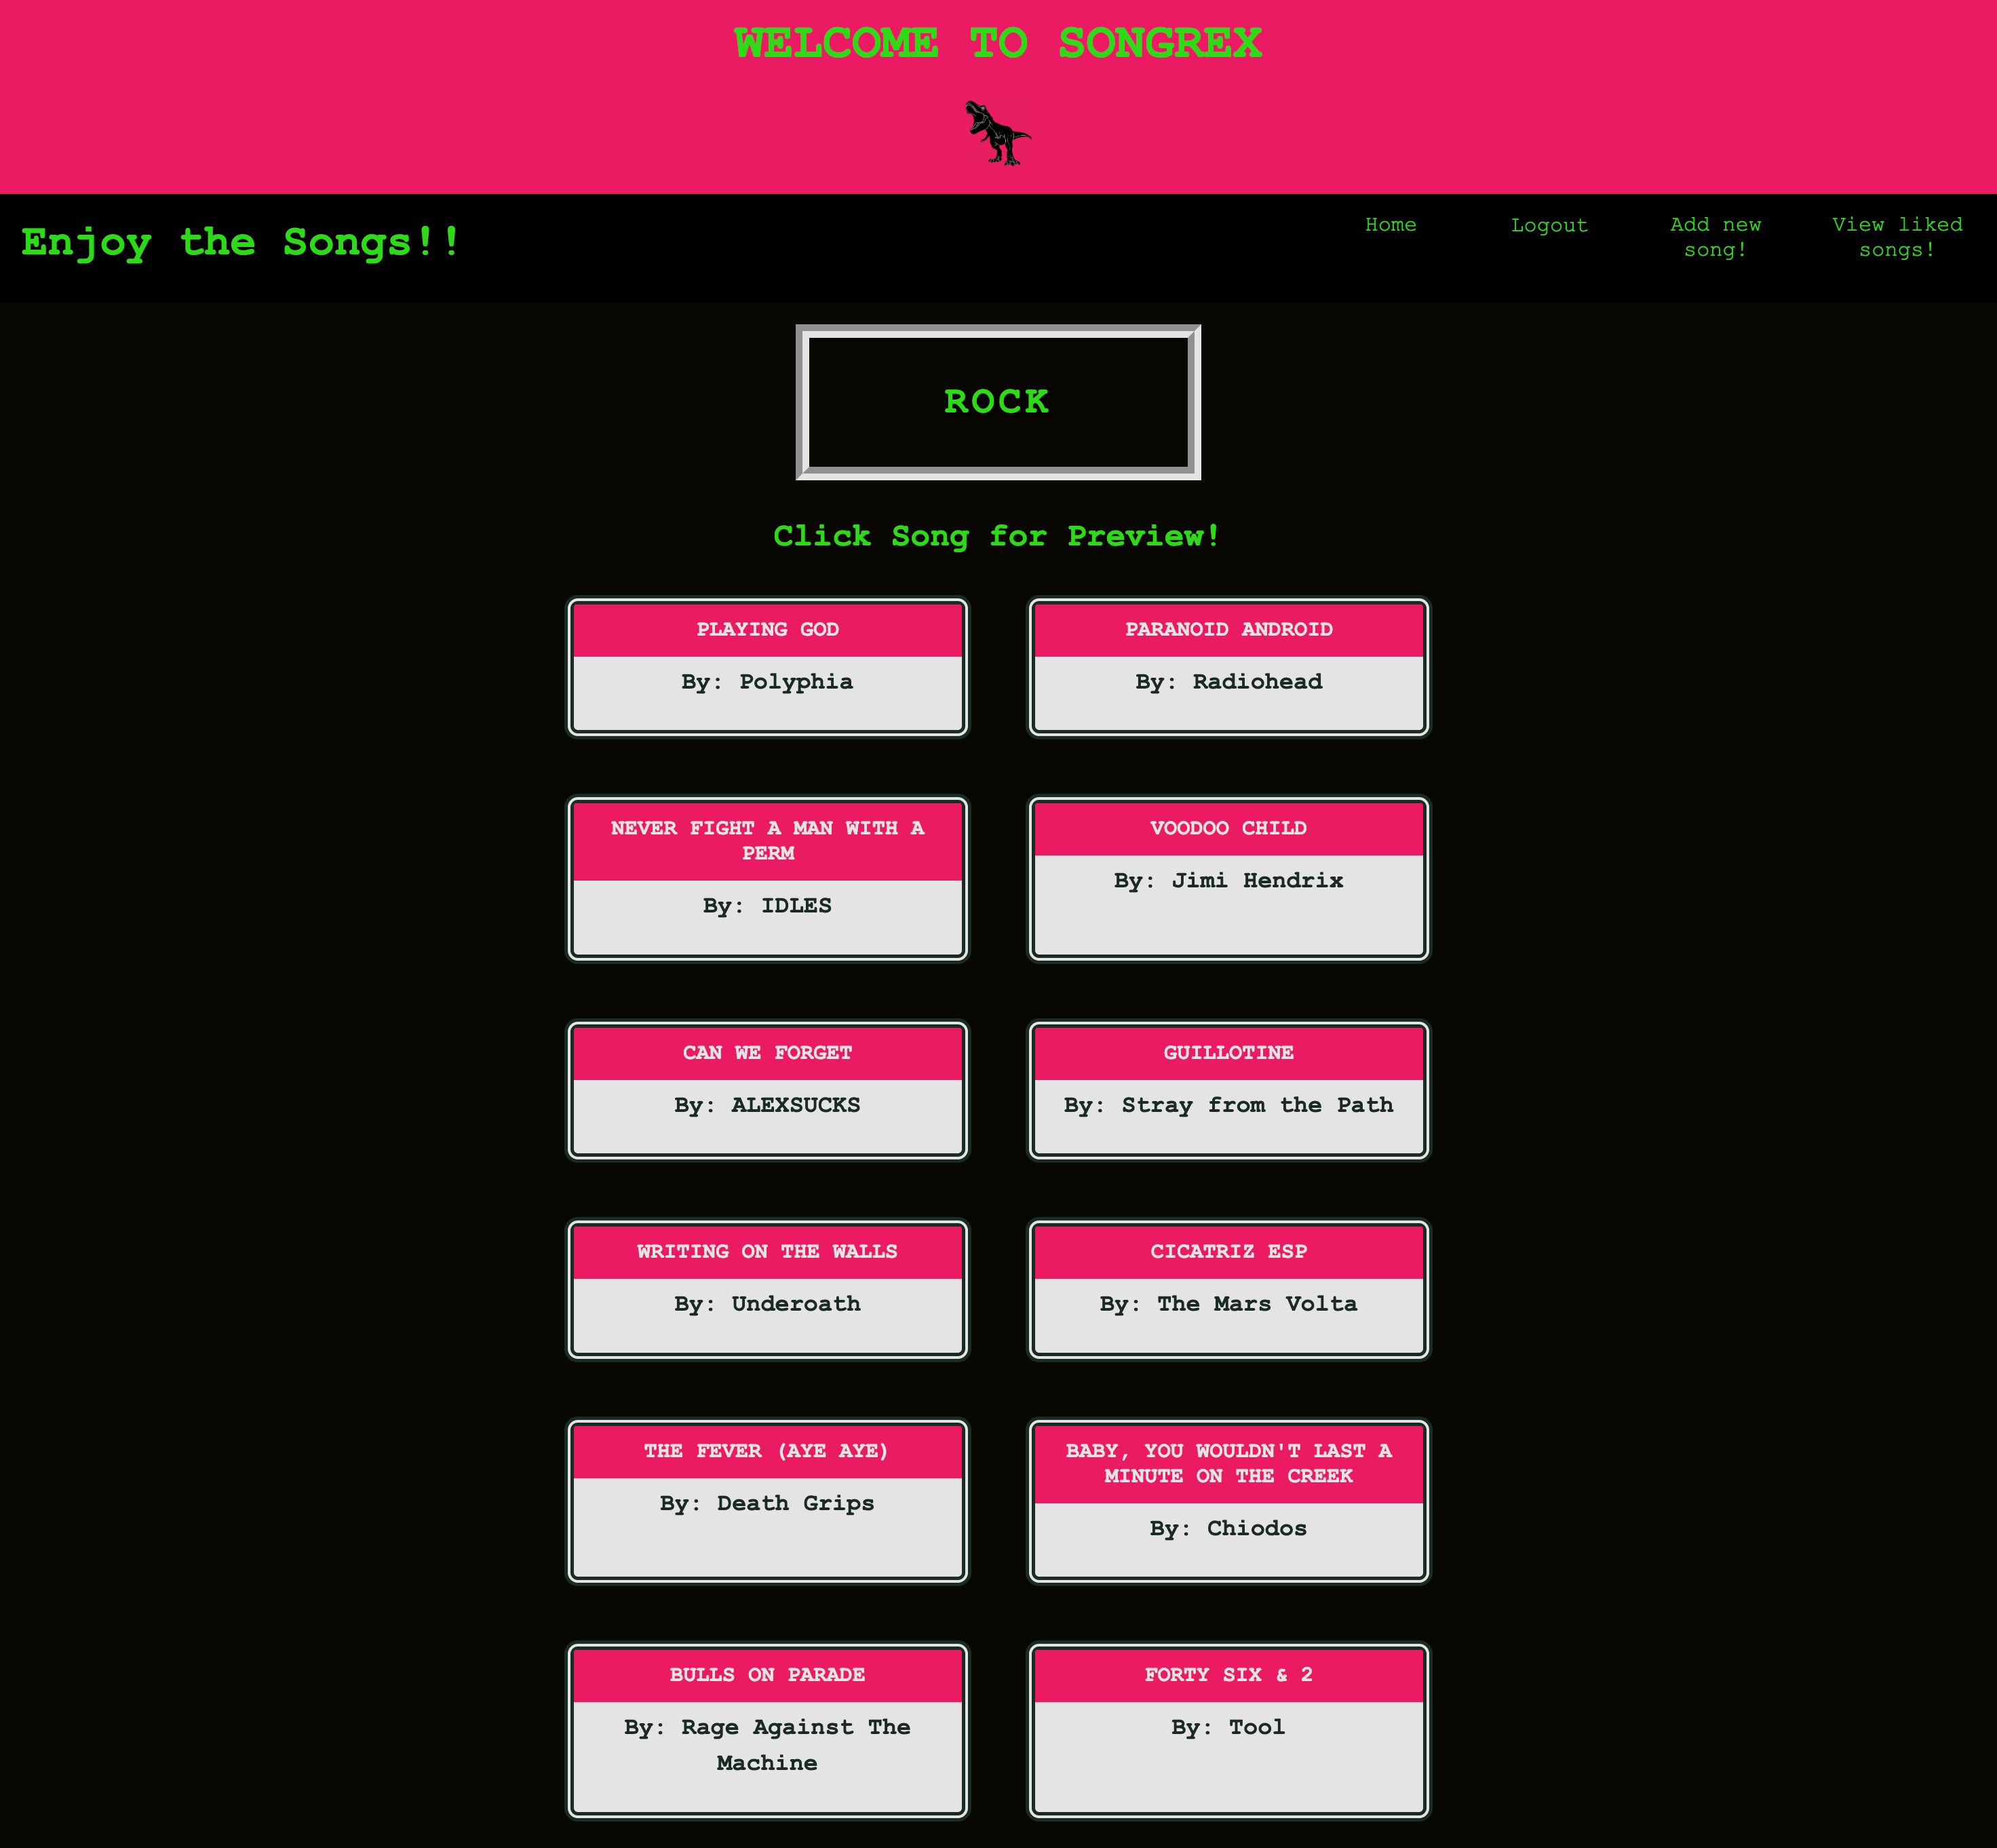 WELCOME TO SONGREX
Enjoy the Songs!!
Home
Logout
Add new
song!
View liked
songs!
ROCK
Click Song for Preview!
PLAYING GOD
By: Polyphia
PARANOID ANDROID
By: Radiohead
NEVER FIGHT A MAN WITH A
PERM
By: IDLES
VOODOO CHILD
By: Jimi Hendrix
CAN WE FORGET
By: ALEXSUCKS
GUILLOTINE
By: Stray from the Path
WRITING ON THE WALLS
By: Underoath
CICATRIZ ESP
By: The Mars Volta
THE FEVER (AYE AYE)
By: Death Grips
BABY, YOU WOULDN'T LAST A
MINUTE ON THE CREEK
By: Chiodos
BULLS ON PARADE
By: Rage Against The
Machine
FORTY SIX & 2
By: Tool